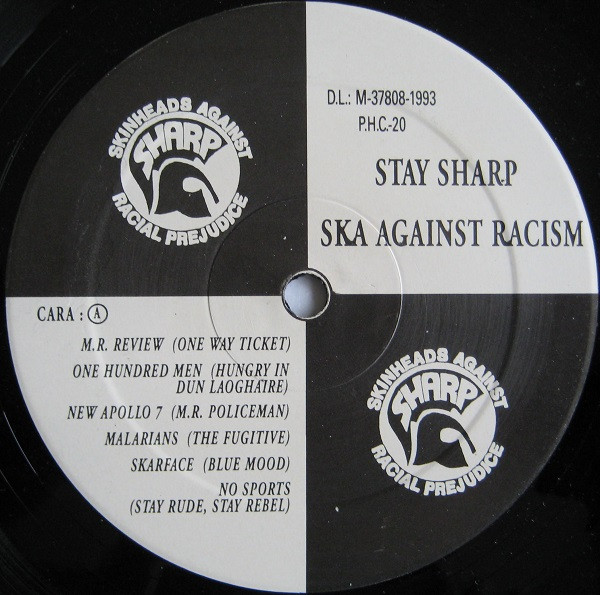 SKINHEADS AGAINST
SHARP
RACIAL PREJUDICE
D.L.: M-37808-1993
P.H.C.-20
STAY SHARP
SKA AGAINST RACISM
CARA : A
M.R. REVIEW (ONE WAY TICKET)
ONE HUNDRED MEN (HUNGRY IN
DUN LAOGHAIRE)
NEW APOLLO 7 (M.R. POLICEMAN)
MALARIANS (THE FUGITIVE)
SKARFACE (BLUE MOOD)
NO SPORTS
(STAY RUDE, STAY REBEL)
SKINHEADS AGAINST
SHARP
RACIAL PREJUDICE